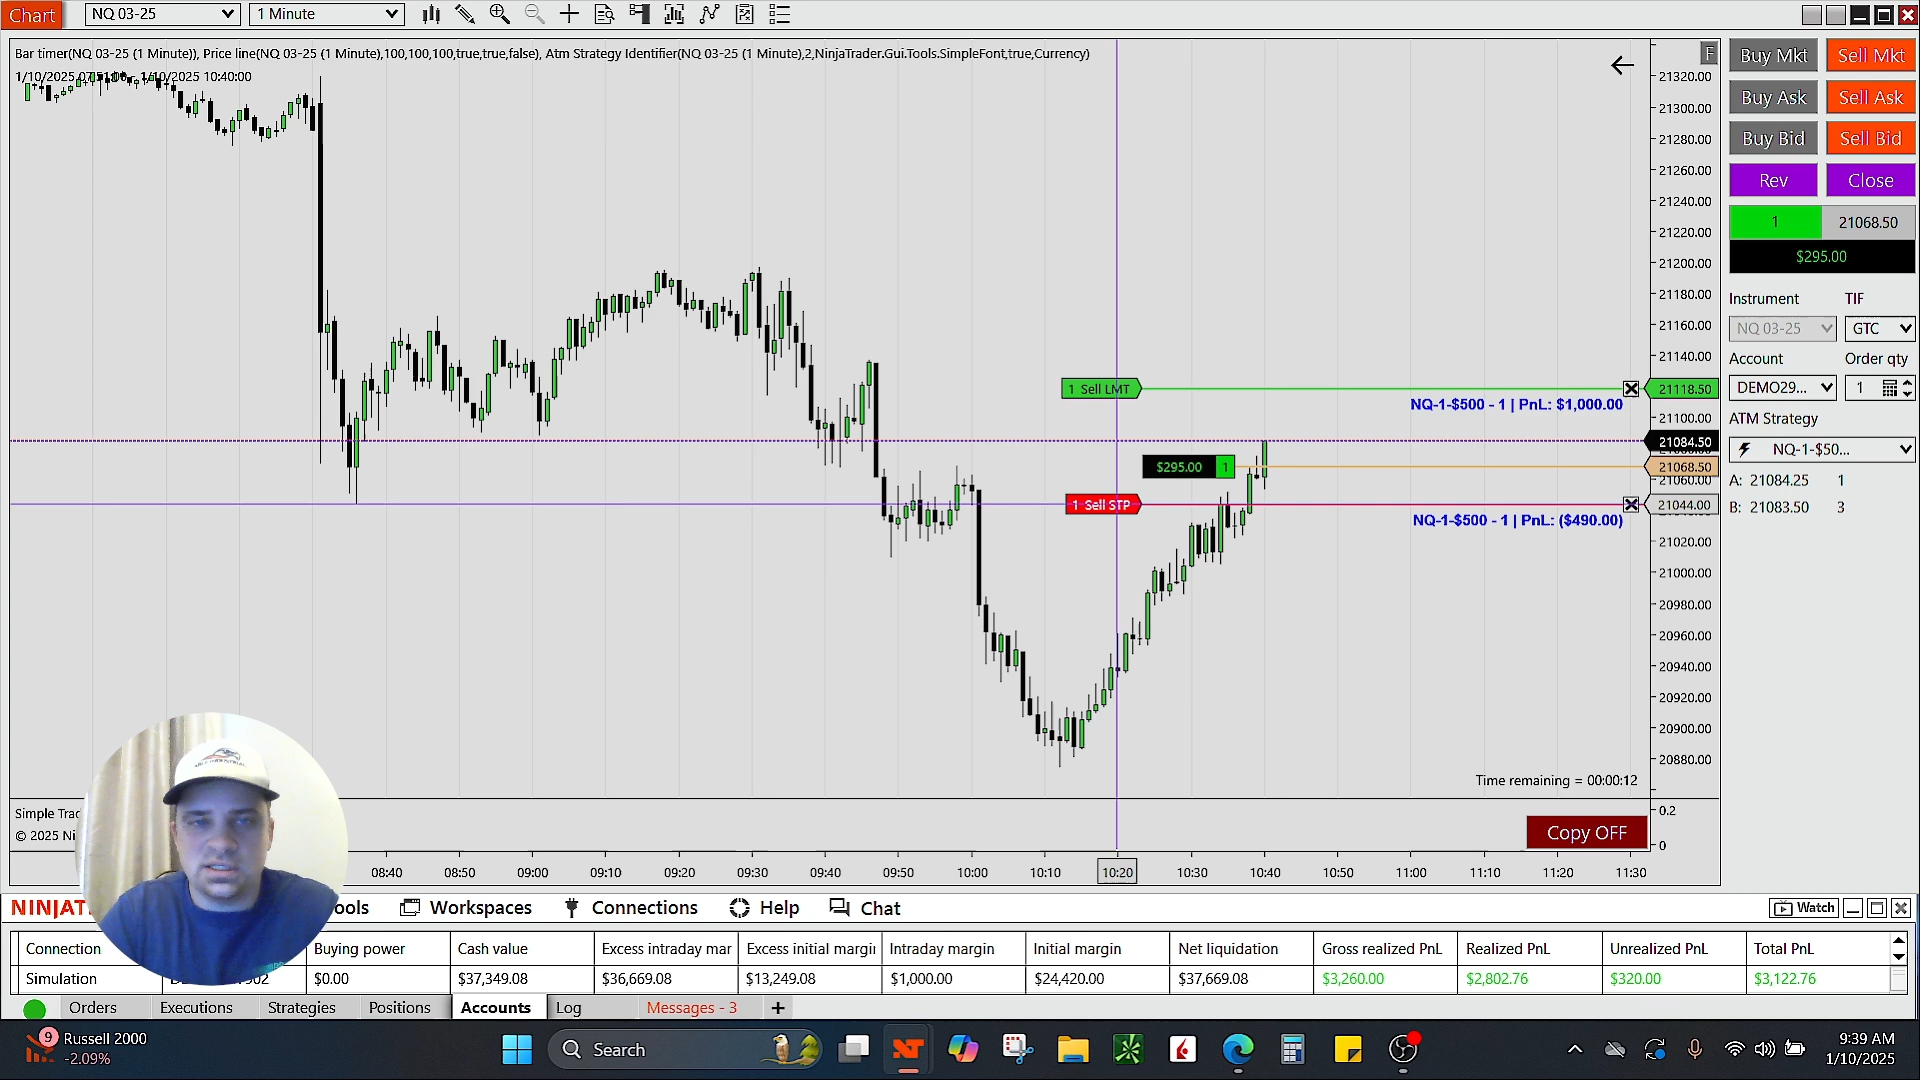 Chart NQ 03-25 1 Minute
Bar timer(NQ 03-25 (1 Minute)), Price line(NQ 03-25 (1 Minute),100,100,100,true,true,false), Atm Strategy Identifier(NQ 03-25 (1 Minute),2,NinjaTrader.Gui.Tools.SimpleFont,true,Currency)
1/10/2025 07:51:00 - 1/10/2025 10:40:00
F
21320.00
21300.00
21280.00
21260.00
21240.00
21220.00
21200.00
21180.00
21160.00
21140.00
1 Sell LMT 21118.50
NQ-1-$500 - 1 | PnL: $1,000.00
21100.00
21084.50
$295.00 1 21068.50
21060.00
1 Sell STP 21044.00
NQ-1-$500 - 1 | PnL: ($490.00)
21020.00
21000.00
20980.00
20960.00
20940.00
20920.00
20900.00
20880.00
Time remaining = 00:00:12
Simple Trad
© 2025 Ni
0.2
Copy OFF
0
08:40 08:50 09:00 09:10 09:20 09:30 09:40 09:50 10:00 10:10 10:20 10:30 10:40 10:50 11:00 11:10 11:20 11:30
Buy Mkt Sell Mkt
Buy Ask Sell Ask
Buy Bid Sell Bid
Rev Close
1 21068.50
$295.00
Instrument TIF
NQ 03-25 GTC
Account Order qty
DEMO29... 1
ATM Strategy
NQ-1-$50...
A: 21084.25 1
B: 21083.50 3
NINJAT ools Workspaces Connections Help Chat Watch
Connection Buying power Cash value Excess intraday mar Excess initial margin Intraday margin Initial margin Net liquidation Gross realized PnL Realized PnL Unrealized PnL Total PnL
Simulation $0.00 $37,349.08 $36,669.08 $13,249.08 $1,000.00 $24,420.00 $37,669.08 $3,260.00 $2,802.76 $320.00 $3,122.76
Orders Executions Strategies Positions Accounts Log Messages - 3 +
9 Russell 2000
-2.09%
Search
NT
9:39 AM
1/10/2025